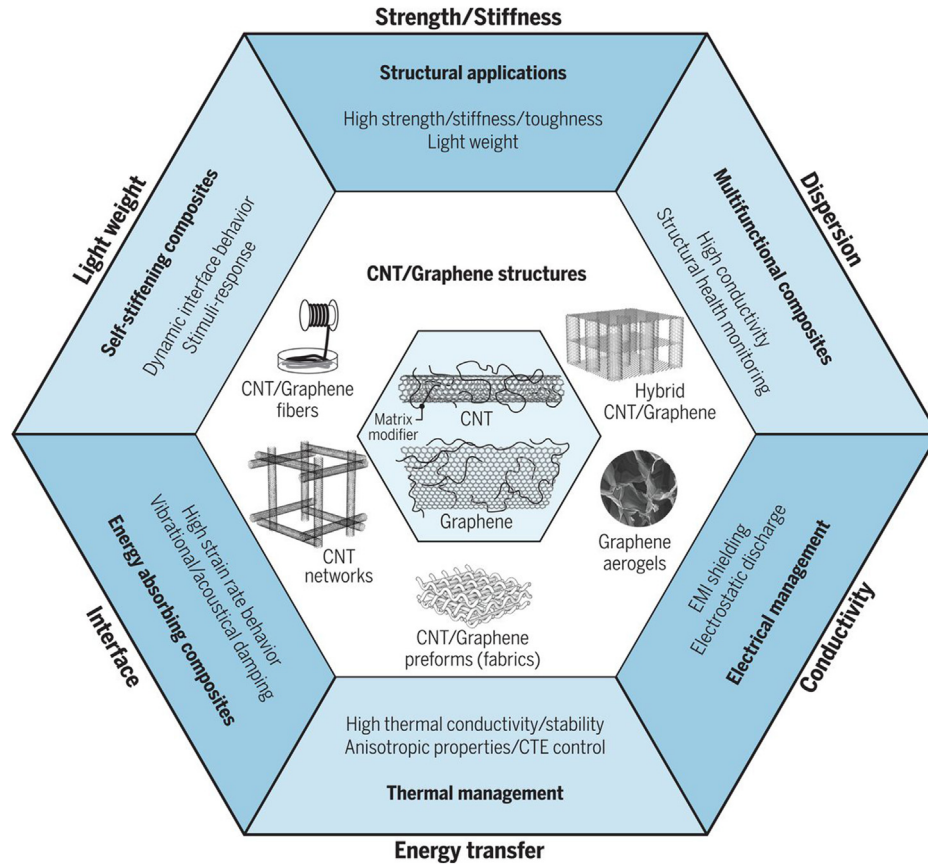 Strength/Stiffness
Structural applications
High strength/stiffness/toughness
Light weight
Light weight
Self-stiffening composites
Dynamic interface behavior
Stimuli-response
Dispersion
Multifunctional composites
High conductivity
Structural health monitoring
CNT/Graphene structures
CNT/Graphene
fibers
Matrix
modifier
CNT
Graphene
Hybrid
CNT/Graphene
CNT
networks
Graphene
aerogels
CNT/Graphene
preforms (fabrics)
Interface
Energy absorbing composites
Vibrational/acoustical damping
High strain rate behavior
EMI shielding
Electrostatic discharge
Electrical management
Conductivity
High thermal conductivity/stability
Anisotropic properties/CTE control
Thermal management
Energy transfer